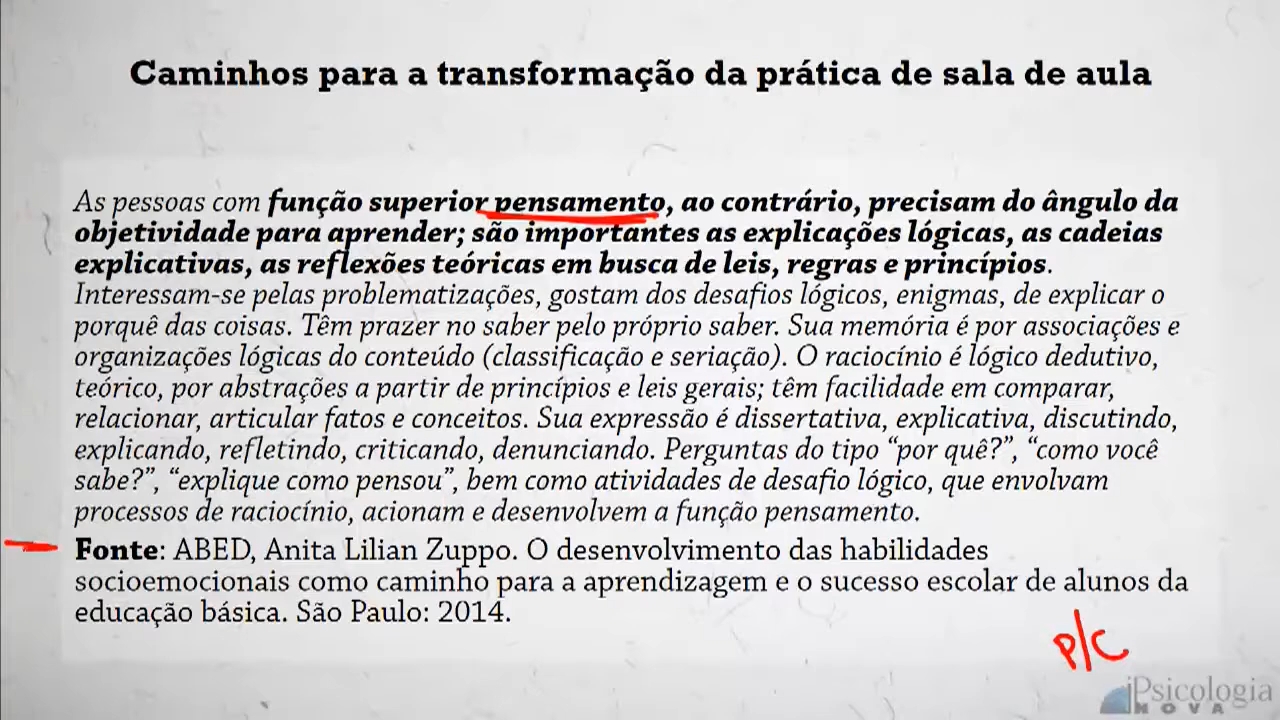 Caminhos para a transformação da prática de sala de aula
As pessoas com função superior pensamento, ao contrário, precisam do ângulo da
objetividade para aprender; são importantes as explicações lógicas, as cadeias
explicativas, as reflexões teóricas em busca de leis, regras e princípios.
Interessam-se pelas problematizações, gostam dos desafios lógicos, enigmas, de explicar o
porquê das coisas. Têm prazer no saber pelo próprio saber. Sua memória é por associações e
organizações lógicas do conteúdo (classificação e seriação). O raciocínio é lógico dedutivo,
teórico, por abstrações a partir de princípios e leis gerais; têm facilidade em comparar,
relacionar, articular fatos e conceitos. Sua expressão é dissertativa, explicativa, discutindo,
explicando, refletindo, criticando, denunciando. Perguntas do tipo “por quê?”, “como você
sabe?”, “explique como pensou”, bem como atividades de desafio lógico, que envolvam
processos de raciocínio, acionam e desenvolvem a função pensamento.
Fonte: ABED, Anita Lilian Zuppo. O desenvolvimento das habilidades
socioemocionais como caminho para a aprendizagem e o sucesso escolar de alunos da
educação básica. São Paulo: 2014.
P/C
Psicologia
NOVA